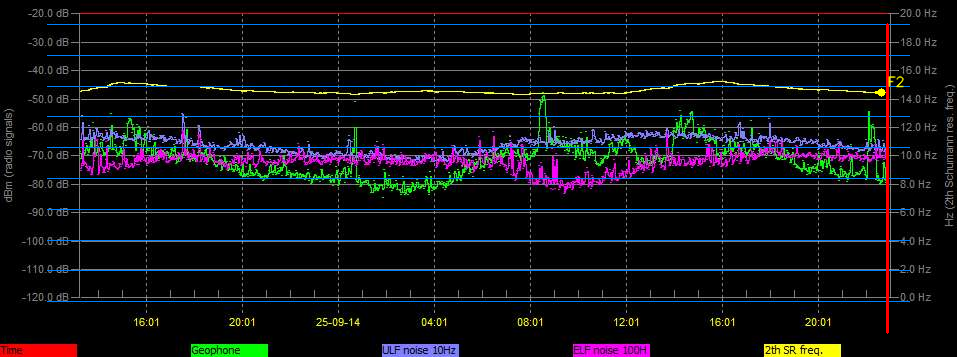 -20.0 dB
20.0 Hz
-30.0 dB
18.0 Hz
-40.0 dB
16.0 Hz
F2
-50.0 dB
14.0 Hz
-60.0 dB
12.0 Hz
-70.0 dB
10.0 Hz
-80.0 dB
8.0 Hz
-90.0 dB
6.0 Hz
-100.0 dB
4.0 Hz
-110.0 dB
2.0 Hz
-120.0 dB
0.0 Hz
dBm (radio signals)
Hz (2th Schumann res. freq.)
16:01
20:01
25-09-14
04:01
08:01
12:01
16:01
20:01
Time
Geophone
ULF noise 10Hz
ELF noise 100H
2th SR freq.